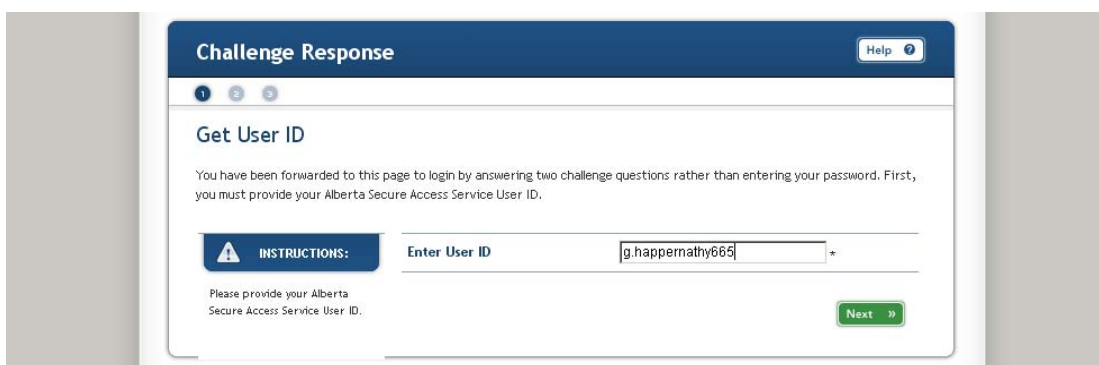 Challenge Response
Help ?
1 2 3
Get User ID
You have been forwarded to this page to login by answering two challenge questions rather than entering your password. First,
you must provide your Alberta Secure Access Service User ID.
INSTRUCTIONS:
Enter User ID g.happernathy665 *
Please provide your Alberta
Secure Access Service User ID.
Next »